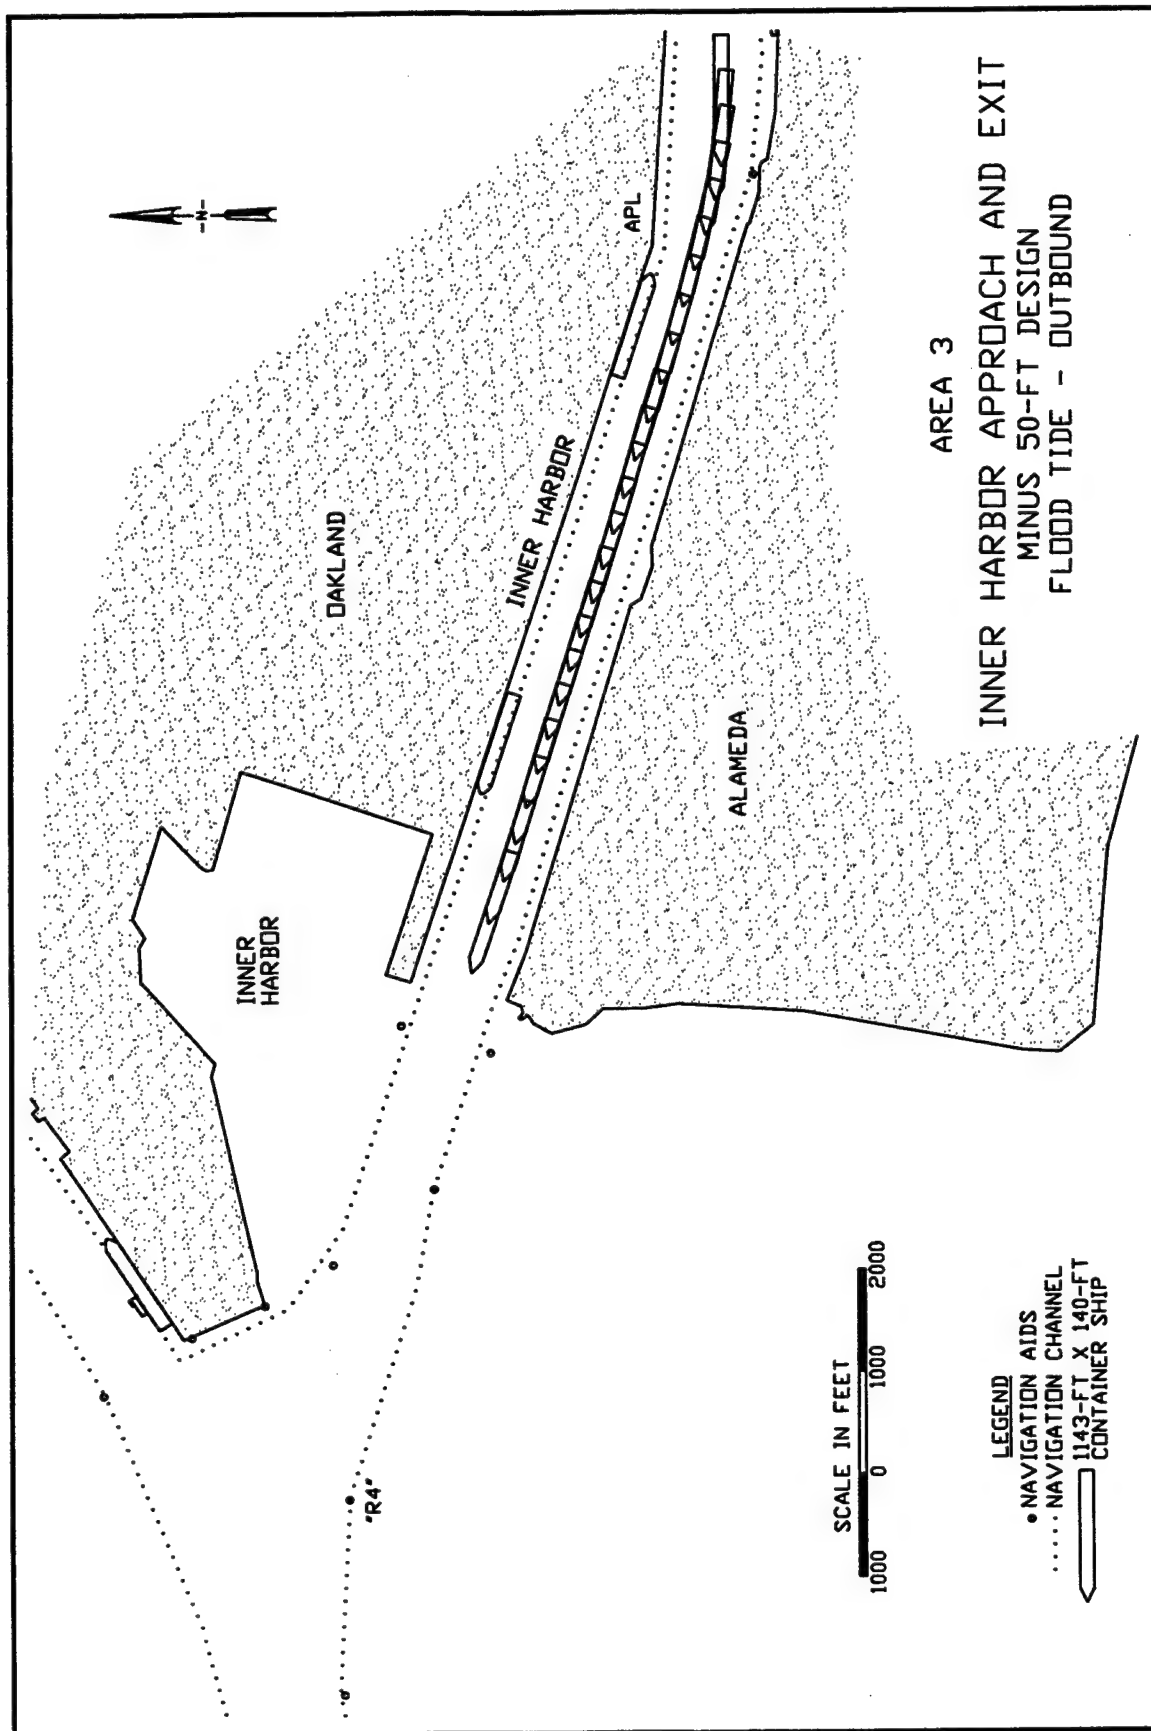 -N-
OAKLAND
APL
INNER HARBOR
INNER
HARBOR
ALAMEDA
"R4"
AREA 3
INNER HARBOR APPROACH AND EXIT
MINUS 50-FT DESIGN
FLOOD TIDE - OUTBOUND
SCALE IN FEET
1000 0 1000 2000
LEGEND
NAVIGATION AIDS
NAVIGATION CHANNEL
1143-FT X 140-FT
CONTAINER SHIP